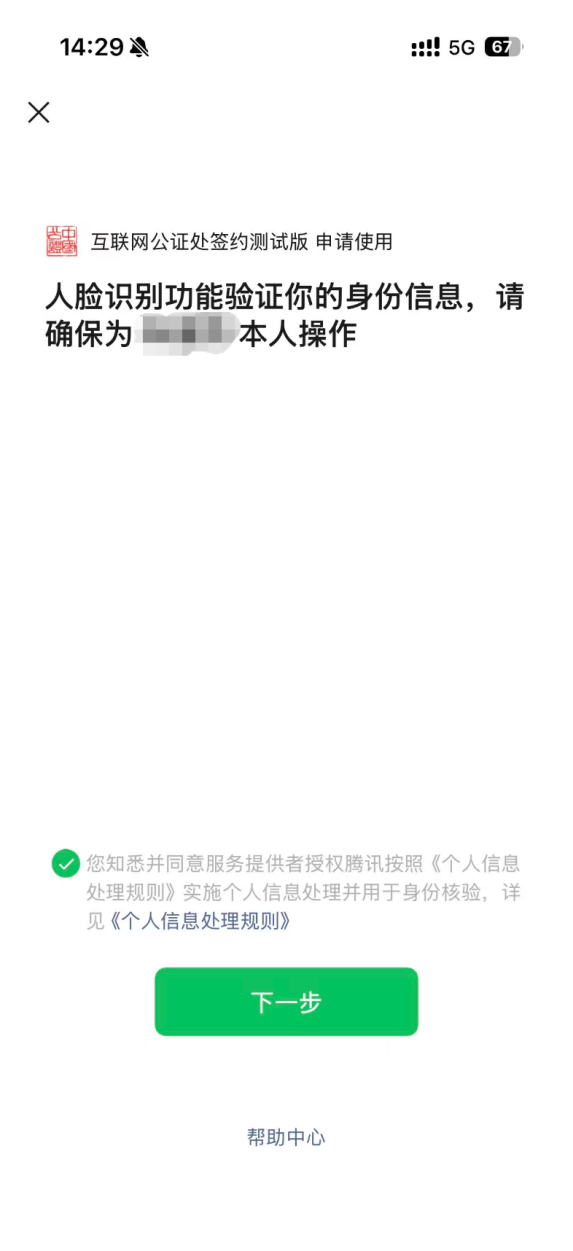 14:29
5G
67
互联网公证处签约测试版 申请使用
人脸识别功能验证你的身份信息，请
确保为 本人操作
您知悉并同意服务提供者授权腾讯按照《个人信息
处理规则》实施个人信息处理并用于身份核验，详
见《个人信息处理规则》
下一步
帮助中心